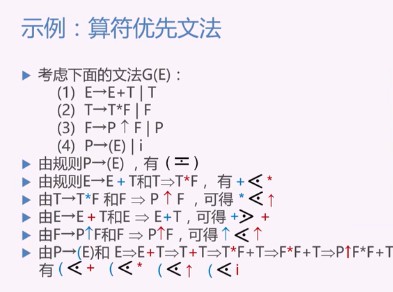 示例：算符优先文法
▶ 考虑下面的文法G(E)：
(1) E→E+T | T
(2) T→T*F | F
(3) F→P↑F | P
(4) P→(E) | i
▶ 由规则P→(E) ，有 (≖)
▶ 由规则E→E+T和T⇒T*F ，有 +⋖ *
▶ 由T→T*F 和F ⇒ P↑F ，可得 *⋖ ↑
▶ 由E→E+T和E ⇒ E+T，可得 +⋗ +
▶ 由F→P↑F和F ⇒ P↑F，可得 ↑⋖ ↑
▶ 由P→(E)和 E⇒E+T⇒T+T⇒T*F+T⇒F*F+T⇒P↑F*F+T
有 (⋖ + (⋖ * (⋖ ↑ (⋖ i